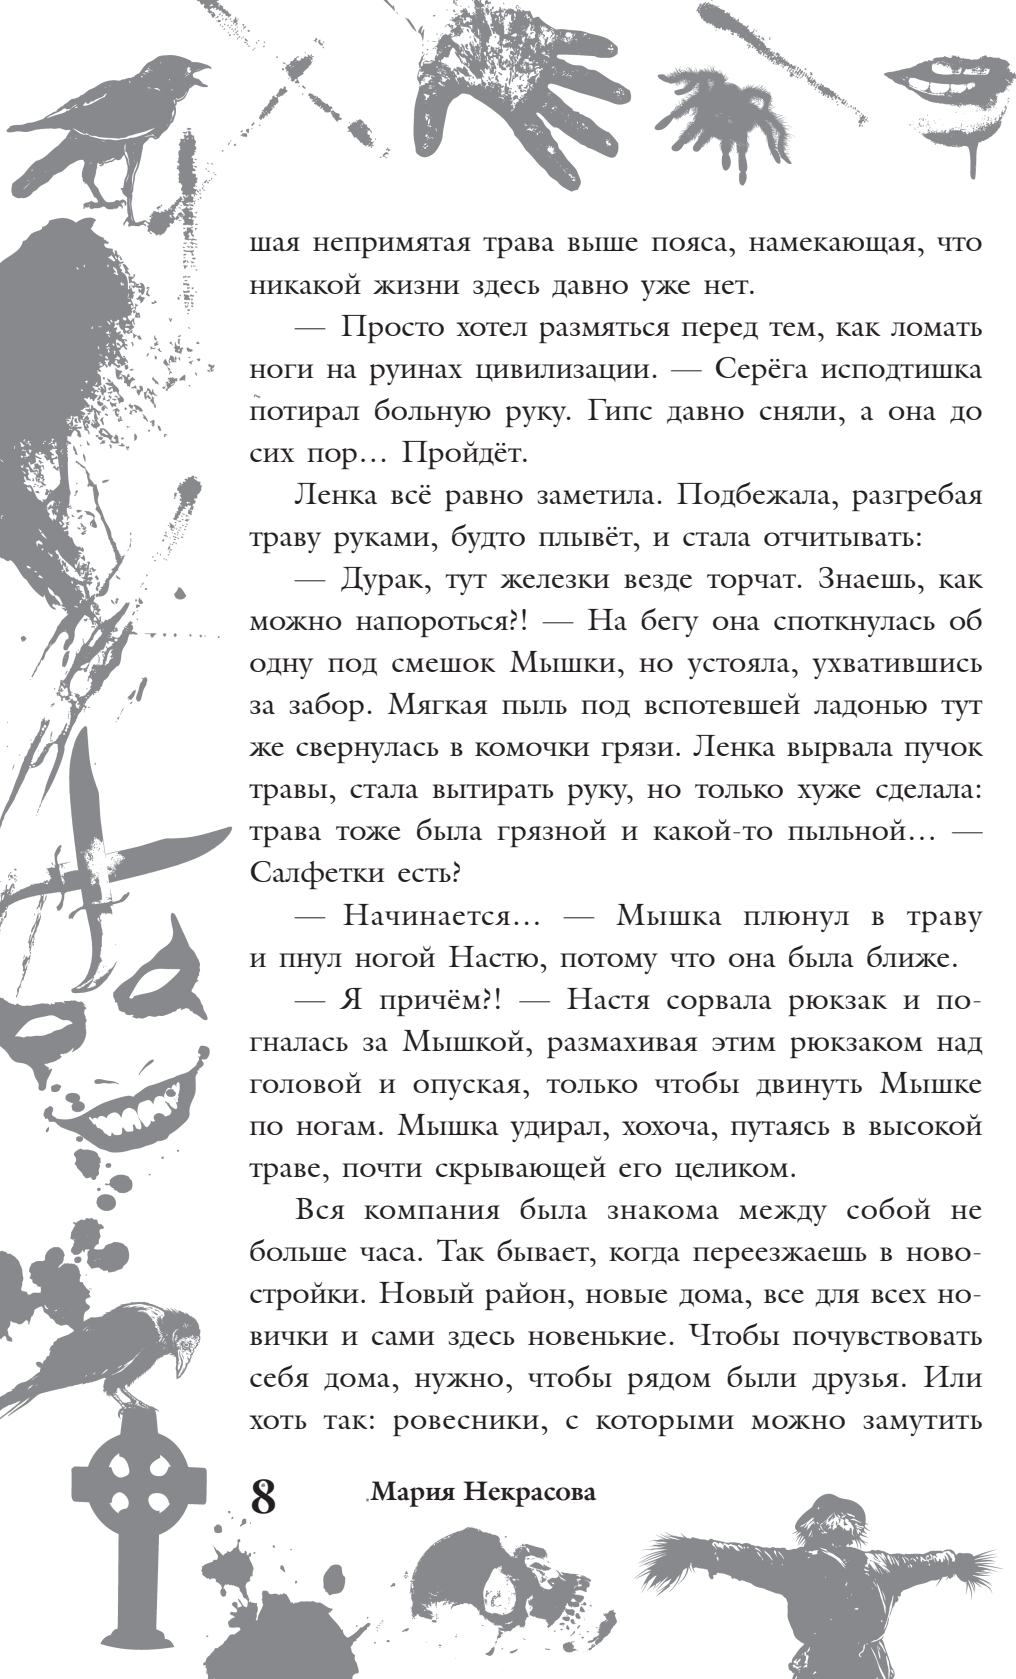 шая непримятая трава выше пояса, намекающая, что
никакой жизни здесь давно уже нет.
— Просто хотел размяться перед тем, как ломать
ноги на руинах цивилизации. — Серёга исподтишка
потирал больную руку. Гипс давно сняли, а она до
сих пор… Пройдёт.
Ленка всё равно заметила. Подбежала, разгребая
траву руками, будто плывёт, и стала отчитывать:
— Дурак, тут железки везде торчат. Знаешь, как
можно напороться?! — На бегу она споткнулась об
одну под смешок Мышки, но устояла, ухватившись
за забор. Мягкая пыль под вспотевшей ладонью тут
же свернулась в комочки грязи. Ленка вырвала пучок
травы, стала вытирать руку, но только хуже сделала:
трава тоже была грязной и какой-то пыльной… —
Салфетки есть?
— Начинается… — Мышка плюнул в траву
и пнул ногой Настю, потому что она была ближе.
— Я причём?! — Настя сорвала рюкзак и по-
гналась за Мышкой, размахивая этим рюкзаком над
головой и опуская, только чтобы двинуть Мышке
по ногам. Мышка удирал, хохоча, путаясь в высокой
траве, почти скрывающей его целиком.
Вся компания была знакома между собой не
больше часа. Так бывает, когда переезжаешь в ново-
стройки. Новый район, новые дома, все для всех но-
вички и сами здесь новенькие. Чтобы почувствовать
себя дома, нужно, чтобы рядом были друзья. Или
хоть так: ровесники, с которыми можно замутить
8 Мария Некрасова